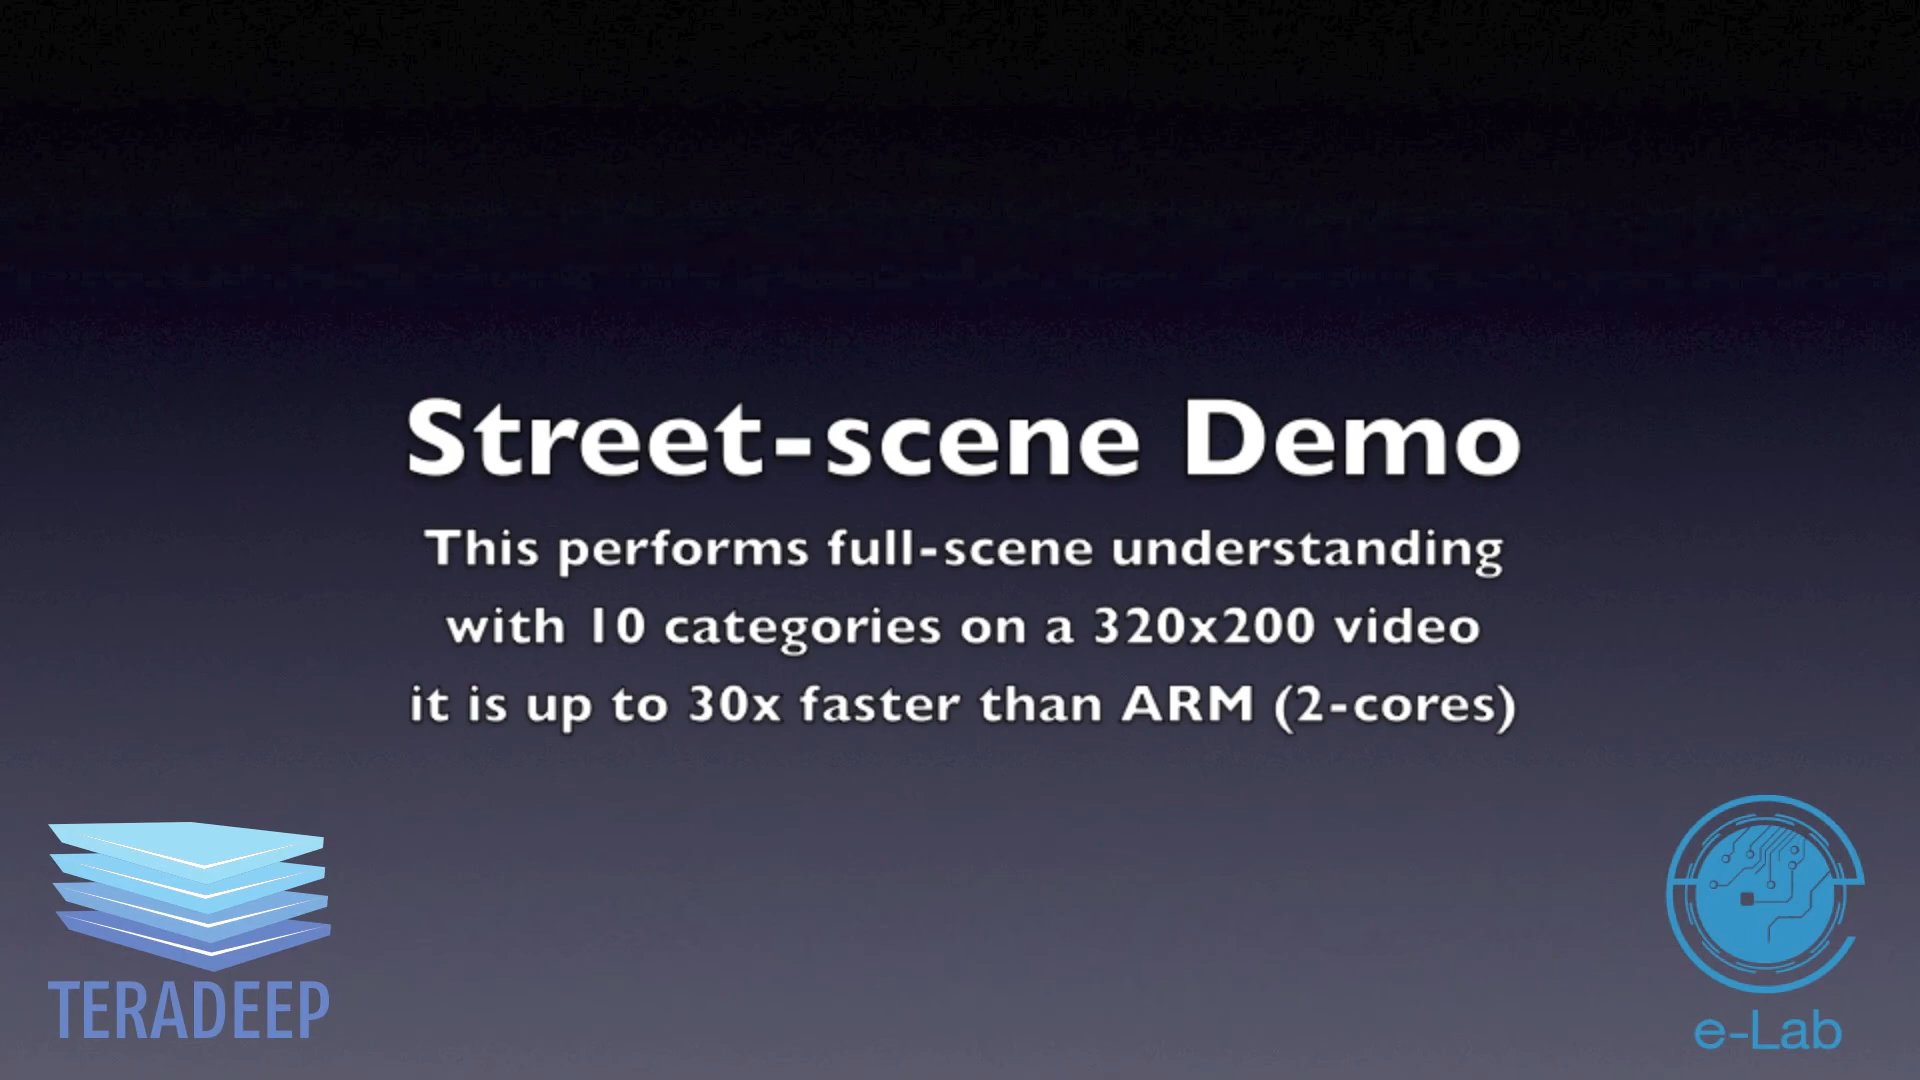 Street-scene Demo
This performs full-scene understanding
with 10 categories on a 320x200 video
it is up to 30x faster than ARM (2-cores)
TERADEEP
e-Lab